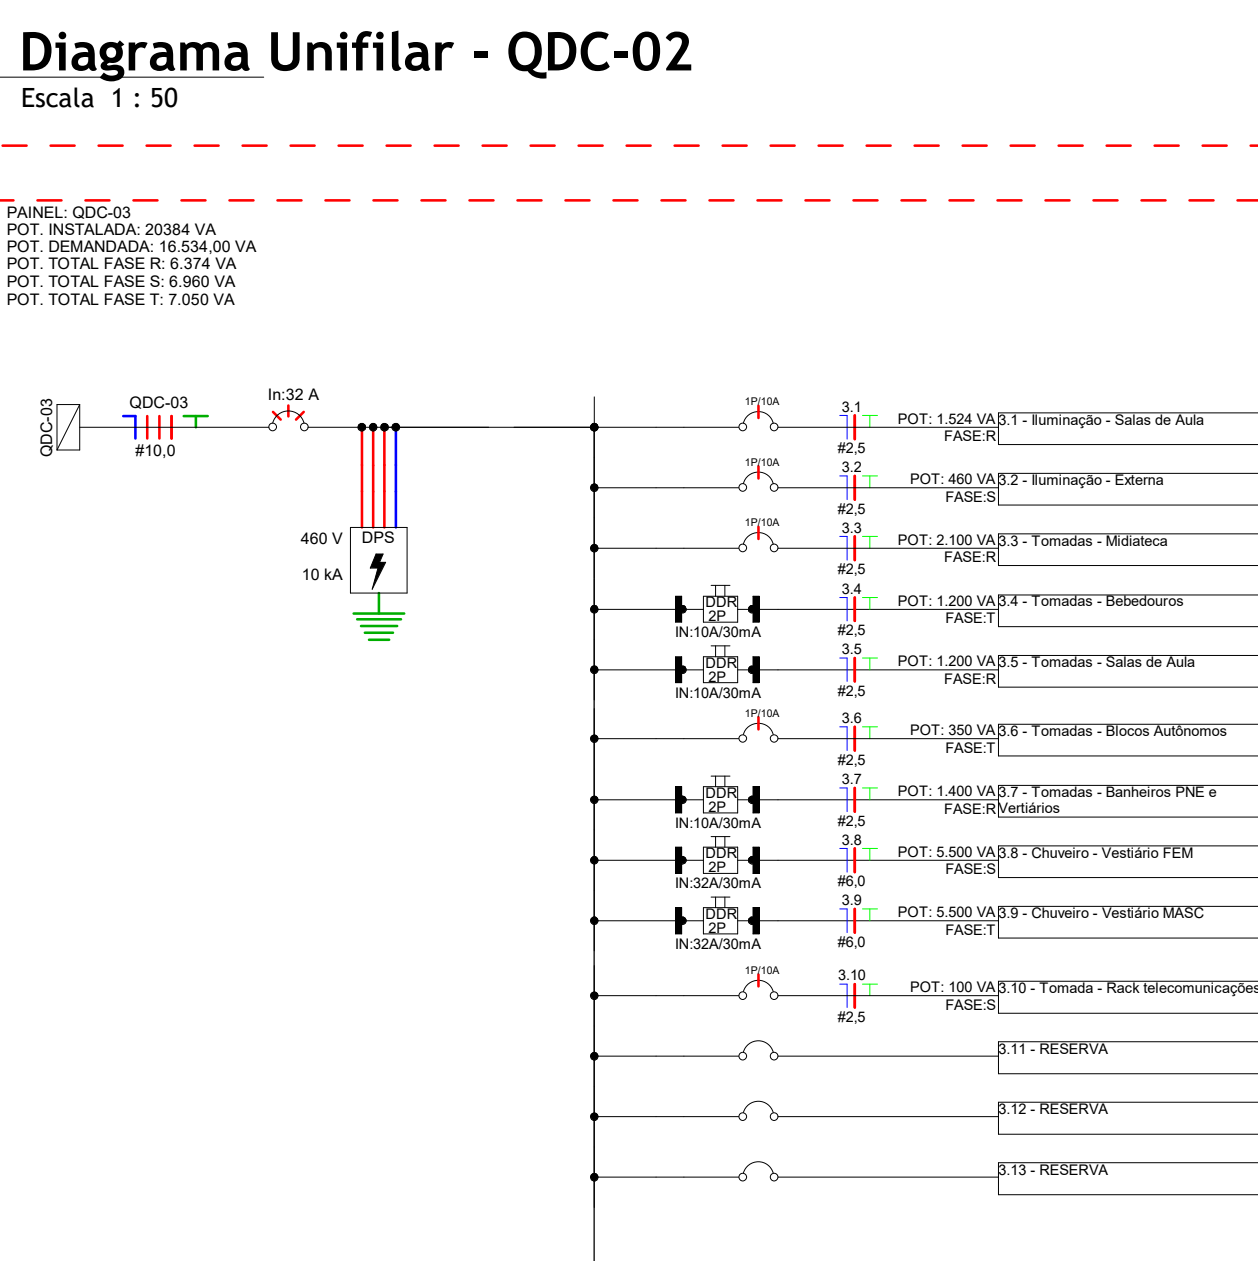 Diagrama Unifilar - QDC-02
Escala 1 : 50
PAINEL: QDC-03
POT. INSTALADA: 20384 VA
POT. DEMANDADA: 16.534,00 VA
POT. TOTAL FASE R: 6.374 VA
POT. TOTAL FASE S: 6.960 VA
POT. TOTAL FASE T: 7.050 VA
QDC-03
QDC-03
#10,0
In:32 A
460 V
10 kA
DPS
1P/10A
3.1
#2,5
POT: 1.524 VA
FASE:R
3.1 - Iluminação - Salas de Aula
1P/10A
3.2
#2,5
POT: 460 VA
FASE:S
3.2 - Iluminação - Externa
1P/10A
3.3
#2,5
POT: 2.100 VA
FASE:R
3.3 - Tomadas - Midiateca
DDR
2P
IN:10A/30mA
3.4
#2,5
POT: 1.200 VA
FASE:T
3.4 - Tomadas - Bebedouros
DDR
2P
IN:10A/30mA
3.5
#2,5
POT: 1.200 VA
FASE:R
3.5 - Tomadas - Salas de Aula
1P/10A
3.6
#2,5
POT: 350 VA
FASE:T
3.6 - Tomadas - Blocos Autônomos
DDR
2P
IN:10A/30mA
3.7
#2,5
POT: 1.400 VA
FASE:R
3.7 - Tomadas - Banheiros PNE e
Vertiários
DDR
2P
IN:32A/30mA
3.8
#6,0
POT: 5.500 VA
FASE:S
3.8 - Chuveiro - Vestiário FEM
DDR
2P
IN:32A/30mA
3.9
#6,0
POT: 5.500 VA
FASE:T
3.9 - Chuveiro - Vestiário MASC
1P/10A
3.10
#2,5
POT: 100 VA
FASE:S
3.10 - Tomada - Rack telecomunicações
3.11 - RESERVA
3.12 - RESERVA
3.13 - RESERVA